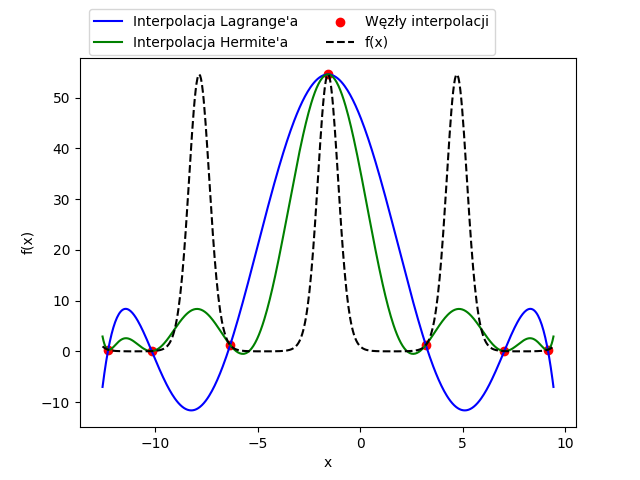 Interpolacja Lagrange'a
Interpolacja Hermite'a
Węzły interpolacji
f(x)
50
40
30
20
10
0
−10
f(x)
−10
−5
0
5
10
x